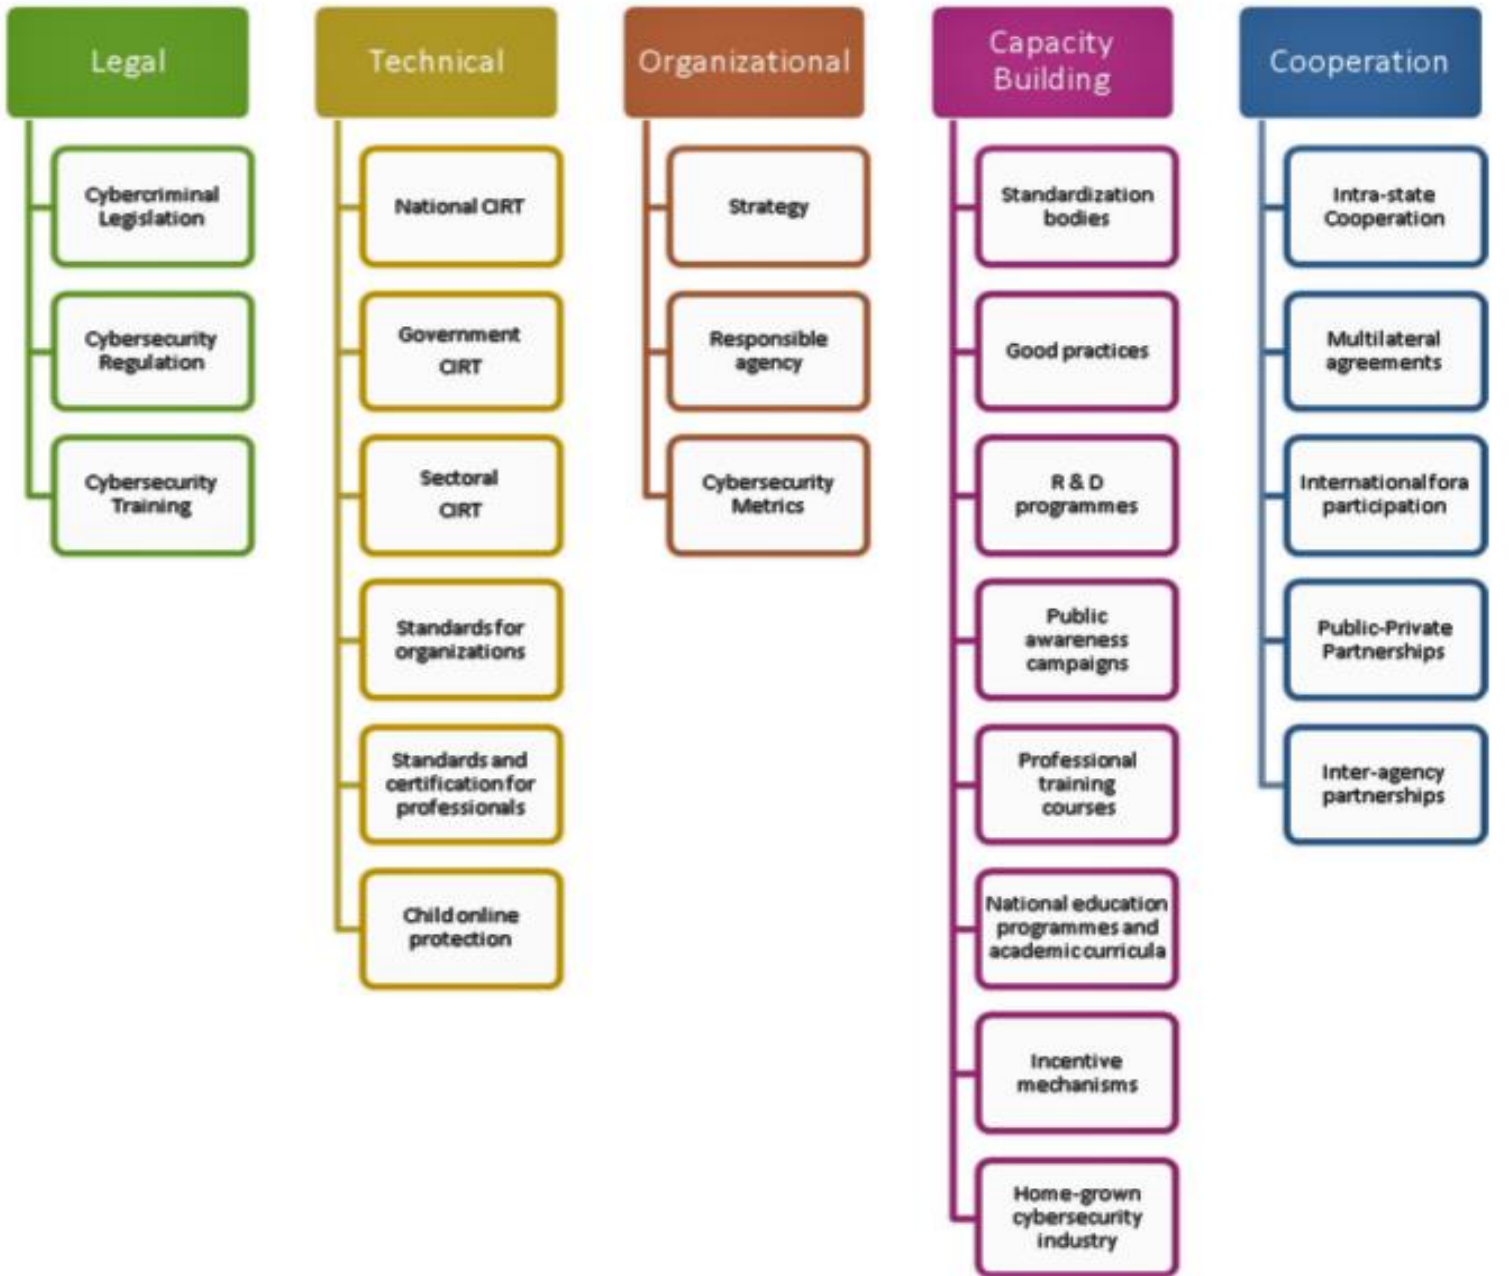 Legal
Cybercriminal
Legislation
Cybersecurity
Regulation
Cybersecurity
Training
Technical
National CIRT
Government
CIRT
Sectoral
CIRT
Standards for
organizations
Standards and
certification for
professionals
Child online
protection
Organizational
Strategy
Responsible
agency
Cybersecurity
Metrics
Capacity
Building
Standardization
bodies
Good practices
R & D
programmes
Public
awareness
campaigns
Professional
training
courses
National education
programmes and
academic curricula
Incentive
mechanisms
Home-grown
cybersecurity
industry
Cooperation
Intra-state
Cooperation
Multilateral
agreements
International fora
participation
Public-Private
Partnerships
Inter-agency
partnerships